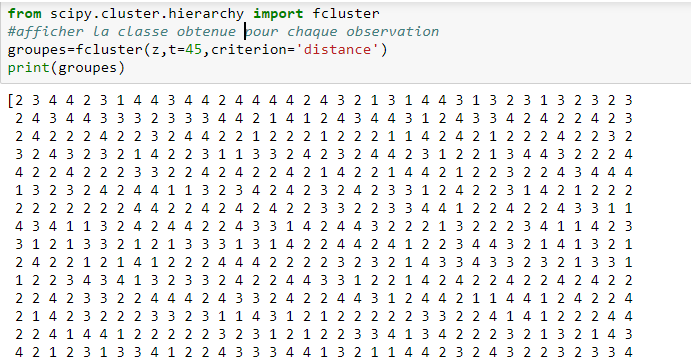 from scipy.cluster.hierarchy import fcluster
#afficher la classe obtenue pour chaque observation
groupes=fcluster(z,t=45,criterion='distance')
print(groupes)
[2 3 4 4 2 3 1 4 4 3 4 4 2 4 4 4 4 2 4 3 2 1 3 1 4 4 3 1 3 2 3 1 3 2 3 2 3
2 4 3 4 4 3 3 3 2 3 3 3 4 4 2 1 4 1 2 4 3 4 4 3 1 2 4 3 3 4 2 4 2 2 4 2 3
2 4 2 2 2 4 2 2 3 2 4 4 2 2 1 2 2 2 1 2 2 2 1 1 4 2 4 2 1 2 2 2 4 2 2 3 2
3 2 4 3 2 3 2 1 4 2 2 3 1 1 3 3 2 4 2 3 2 4 4 2 3 1 2 2 1 3 4 4 3 2 2 2 4
4 2 2 4 2 2 2 3 3 2 2 4 2 4 2 2 4 2 1 4 2 2 1 4 4 2 1 2 2 3 2 2 4 3 4 4 4
1 3 2 3 2 4 2 4 4 1 1 3 2 3 4 2 4 2 3 2 4 2 3 3 1 2 4 2 2 3 1 4 2 1 2 2 2
2 2 2 2 2 2 2 4 4 2 2 4 2 4 2 4 2 2 3 3 2 2 3 3 4 4 1 2 2 4 2 2 4 3 3 1 1
4 3 4 1 1 3 2 4 2 4 4 2 2 4 3 3 1 4 2 4 4 3 2 2 2 1 3 2 2 2 3 4 1 1 4 2 3
3 1 2 1 3 3 2 1 2 1 3 3 3 1 3 1 4 2 2 4 4 2 4 1 2 2 3 4 4 3 2 1 4 1 3 2 1
2 4 2 2 1 2 1 4 1 2 2 2 4 4 4 2 2 2 2 3 2 3 2 1 4 3 3 4 3 3 2 3 2 1 3 3 1
1 2 2 3 4 3 4 1 3 2 3 3 2 4 2 2 4 4 3 3 1 2 2 1 4 2 4 2 2 4 2 2 4 2 4 2 2
2 2 4 2 3 3 2 2 4 4 4 2 4 3 3 2 4 2 2 4 4 3 1 2 4 4 2 1 1 4 4 1 2 4 2 2 4
2 1 4 2 3 2 2 2 3 3 2 3 1 1 4 3 1 2 1 2 2 2 2 2 3 3 2 2 4 1 4 1 2 2 2 4 4
2 2 4 1 4 4 1 2 2 2 2 2 3 2 3 1 2 1 2 2 3 3 4 1 3 4 2 2 2 3 2 1 3 2 1 4 3
4 2 1 2 3 1 3 3 4 1 2 2 4 3 3 3 4 4 1 3 2 1 1 4 4 2 3 2 4 3 2 2 3 2 3 3 4